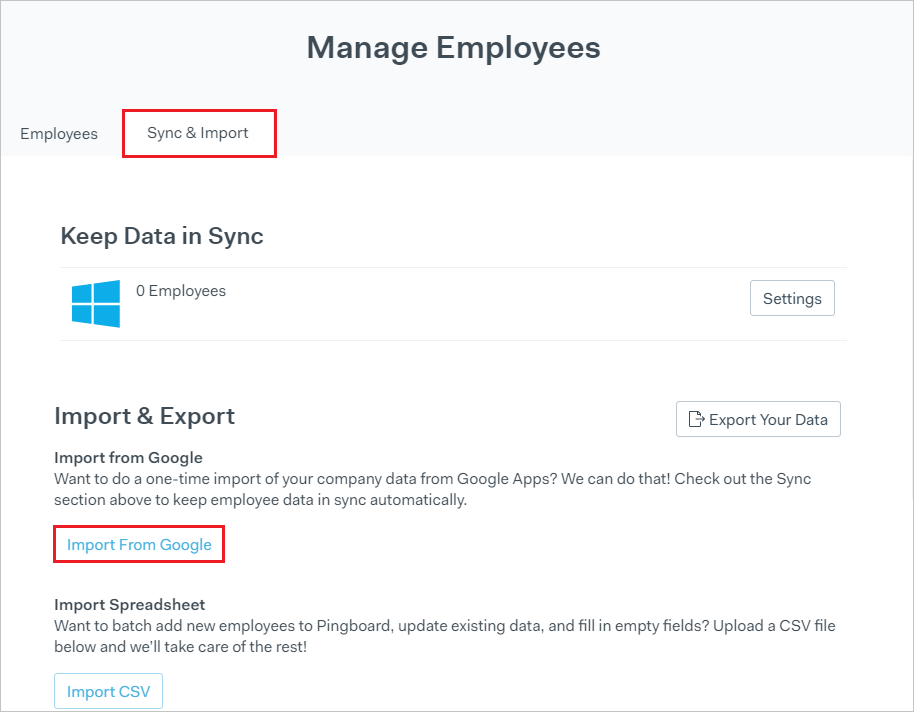 Manage Employees
Employees
Sync & Import
Keep Data in Sync
0 Employees
Settings
Import & Export
Export Your Data
Import from Google
Want to do a one-time import of your company data from Google Apps? We can do that! Check out the Sync
section above to keep employee data in sync automatically.
Import From Google
Import Spreadsheet
Want to batch add new employees to Pingboard, update existing data, and fill in empty fields? Upload a CSV file
below and we’ll take care of the rest!
Import CSV